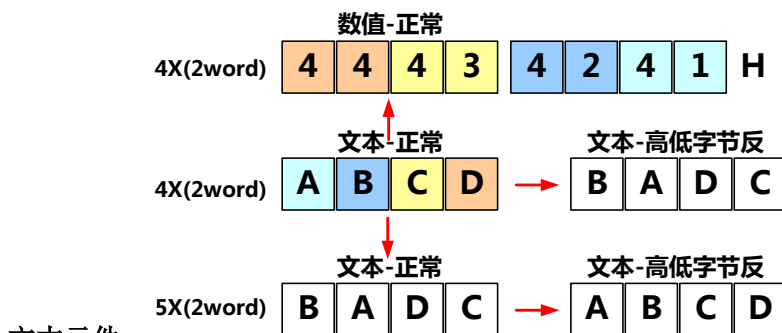 数值-正常
4X(2word) 4 4 4 3 4 2 4 1 H
文本-正常 文本-高低字节反
4X(2word) A B C D B A D C
文本-正常 文本-高低字节反
5X(2word) B A D C A B C D